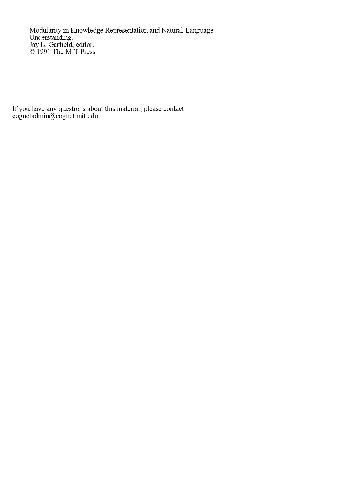 Modularity in Knowledge Representation and Natural-Language
Understanding.
Jay L. Garfield, editor.
© 1991 The MIT Press.
If you have any questions about this material, please contact
cognetadmin@cognet.mit.edu